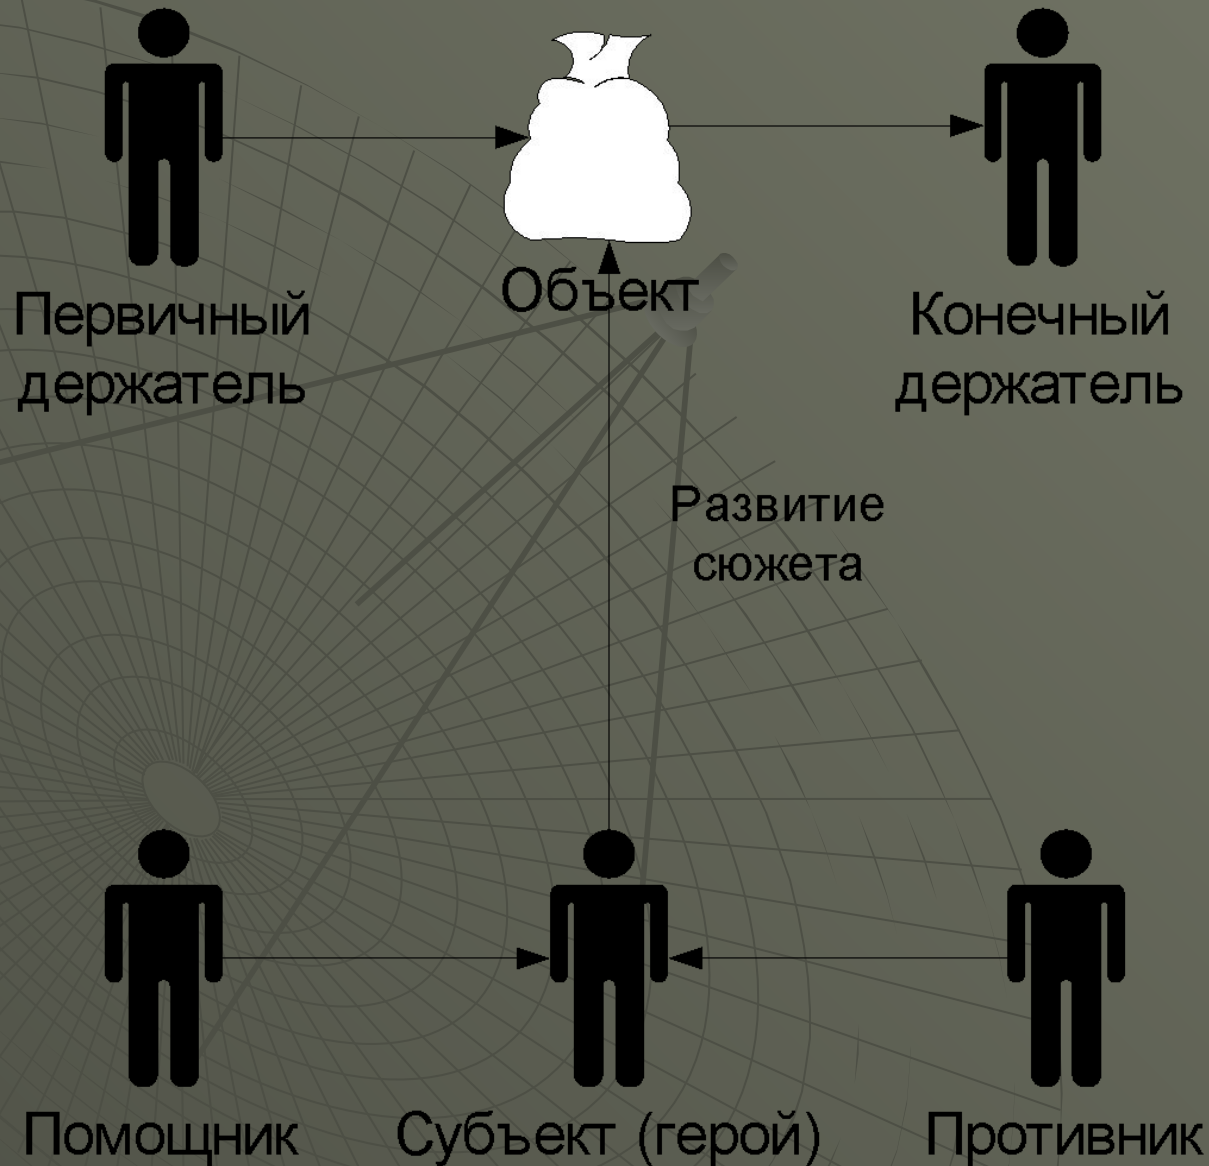 Объект
Первичный
держатель
Конечный
держатель
Развитие
сюжета
Помощник
Субъект (герой)
Противник